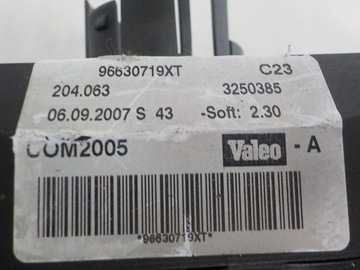 96630719XT C23
204.063 3250385
06.09.2007 S 43 -Soft: 2.30
COM2005 Valeo -A
*96630719XT*